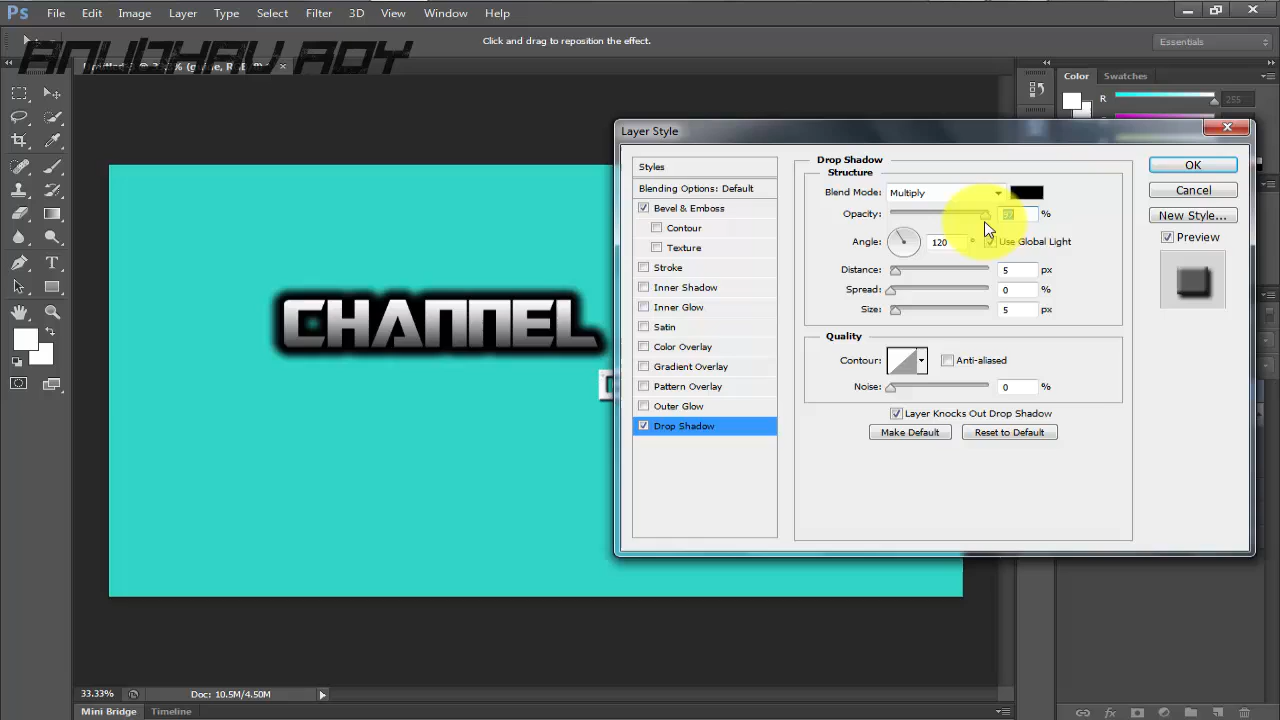 Ps File Edit Image Layer Type Select Filter 3D View Window Help
Click and drag to reposition the effect.
Essentials
ANUBHAV ROY
Color Swatches
R 255
Layer Style
Styles
Blending Options: Default
Bevel & Emboss
Contour
Texture
Stroke
Inner Shadow
Inner Glow
Satin
Color Overlay
Gradient Overlay
Pattern Overlay
Outer Glow
Drop Shadow
Drop Shadow
Structure
Blend Mode: Multiply
Opacity: %
Angle: 120 ° Use Global Light
Distance: 5 px
Spread: 0 %
Size: 5 px
Quality
Contour: Anti-aliased
Noise: 0 %
Layer Knocks Out Drop Shadow
Make Default Reset to Default
OK
Cancel
New Style...
Preview
CHANNEL
33.33% Doc: 10.5M/4.50M
Mini Bridge Timeline